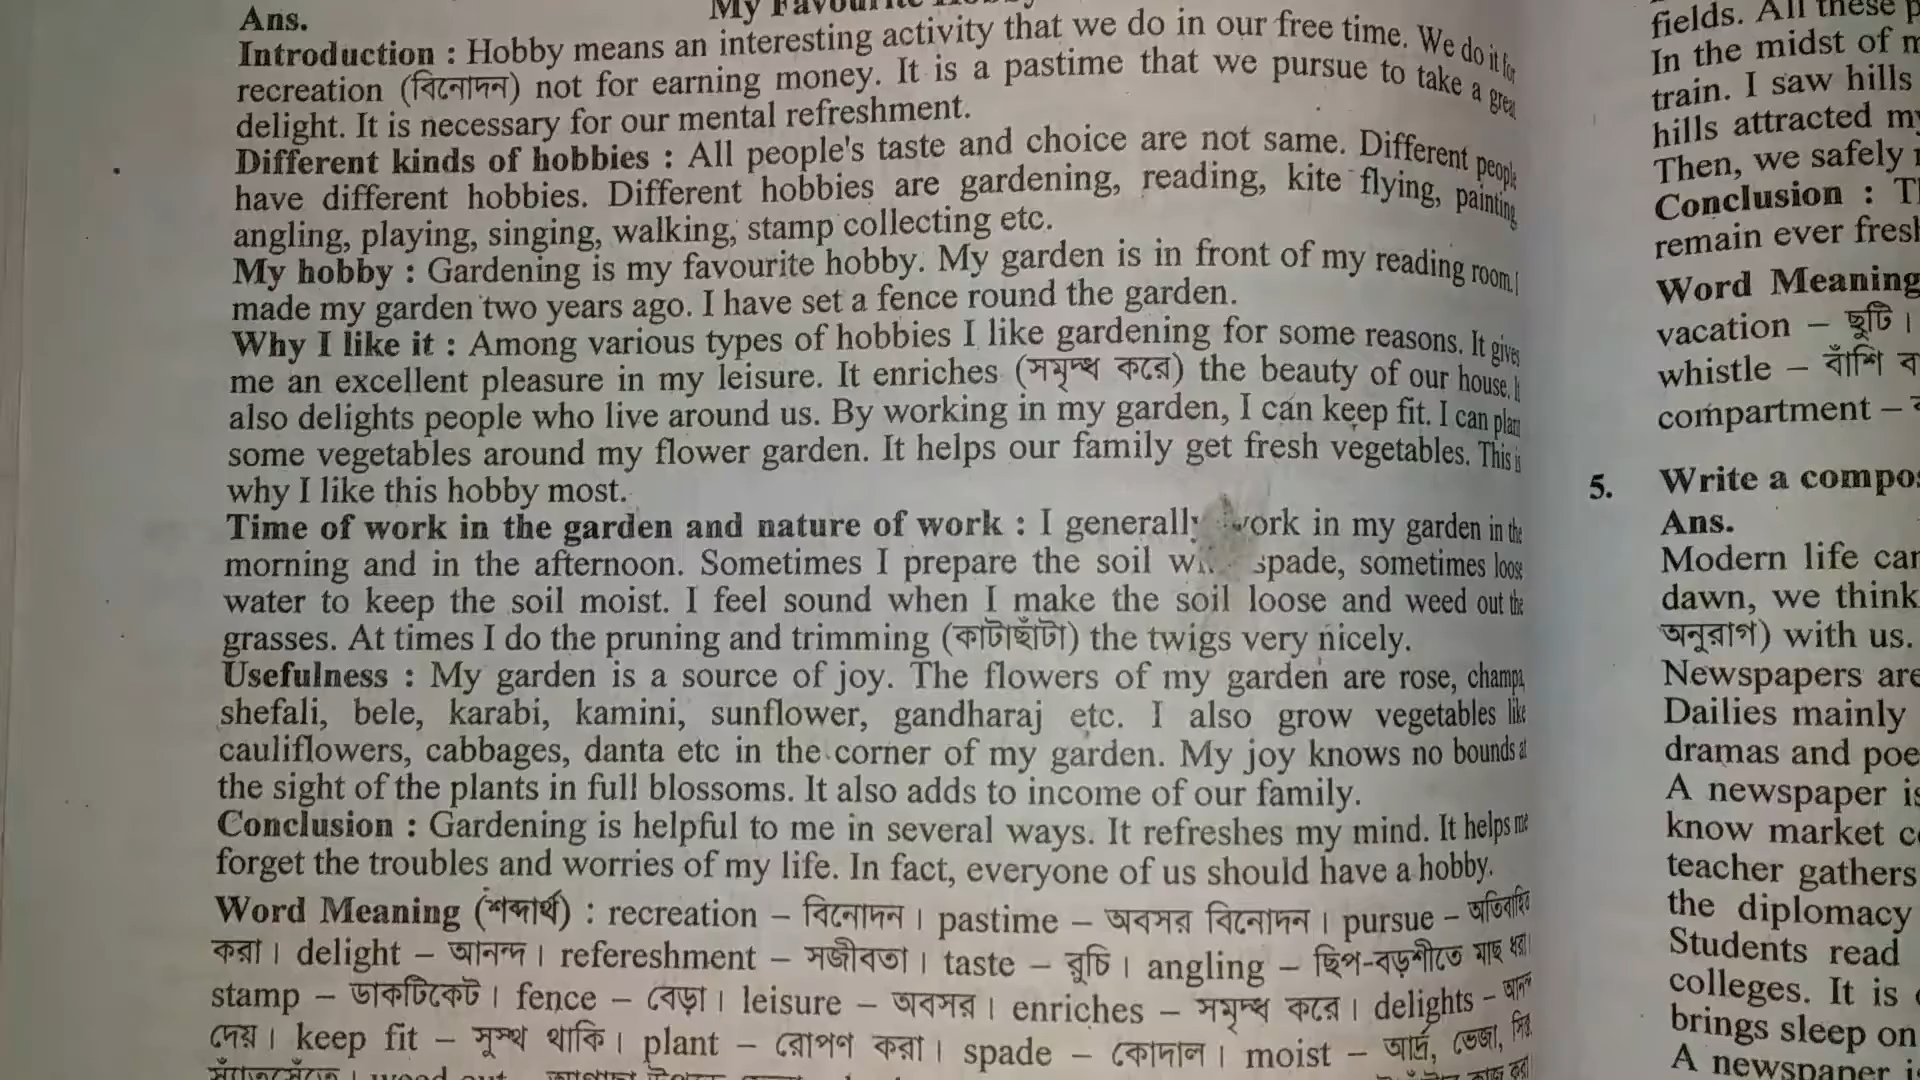 My Favourite Hobby
Ans.
Introduction : Hobby means an interesting activity that we do in our free time. We do it for
recreation (বিনোদন) not for earning money. It is a pastime that we pursue to take a great
delight. It is necessary for our mental refreshment.
Different kinds of hobbies : All people's taste and choice are not same. Different people
have different hobbies. Different hobbies are gardening, reading, kite flying, painting
angling, playing, singing, walking, stamp collecting etc.
My hobby : Gardening is my favourite hobby. My garden is in front of my reading room. I
made my garden two years ago. I have set a fence round the garden.
Why I like it : Among various types of hobbies I like gardening for some reasons. It gives
me an excellent pleasure in my leisure. It enriches (সমৃদ্ধ করে) the beauty of our house. It
also delights people who live around us. By working in my garden, I can keep fit. I can plant
some vegetables around my flower garden. It helps our family get fresh vegetables. This is
why I like this hobby most.
Time of work in the garden and nature of work : I generally work in my garden in the
morning and in the afternoon. Sometimes I prepare the soil spade, sometimes loose
water to keep the soil moist. I feel sound when I make the soil loose and weed out the
grasses. At times I do the pruning and trimming (কাটাছাঁটা) the twigs very nicely.
Usefulness : My garden is a source of joy. The flowers of my garden are rose, champa,
shefali, bele, karabi, kamini, sunflower, gandharaj etc. I also grow vegetables like
cauliflowers, cabbages, danta etc in the corner of my garden. My joy knows no bounds at
the sight of the plants in full blossoms. It also adds to income of our family.
Conclusion : Gardening is helpful to me in several ways. It refreshes my mind. It helps me
forget the troubles and worries of my life. In fact, everyone of us should have a hobby.
Word Meaning (শব্দার্থ) : recreation – বিনোদন। pastime – অবসর বিনোদন। pursue – অতিবাহিত
করা। delight – আনন্দ। refereshment – সজীবতা। taste – রুচি। angling – ছিপ-বড়শীতে মাছ ধরা।
stamp – ডাকটিকেট। fence – বেড়া। leisure – অবসর। enriches – সমৃদ্ধ করে। delights – আনন্দ
দেয়। keep fit – সুস্থ থাকি। plant – রোপণ করা। spade – কোদাল। moist – আর্দ্র, ভেজা, সিক্ত,
স্যাঁতসেঁতে। weed out –
fields. All these
In the midst of
train. I saw hills
hills attracted my
Then, we safely
Conclusion :
remain ever fresh
Word Meaning
vacation – ছুটি।
whistle – বাঁশি
compartment –
5. Write a compos
Ans.
Modern life can
dawn, we think
অনুরাগ) with us.
Newspapers are
Dailies mainly
dramas and poe
A newspaper is
know market
teacher gathers
the diplomacy
Students read
colleges. It is
brings sleep on
A newspaper is